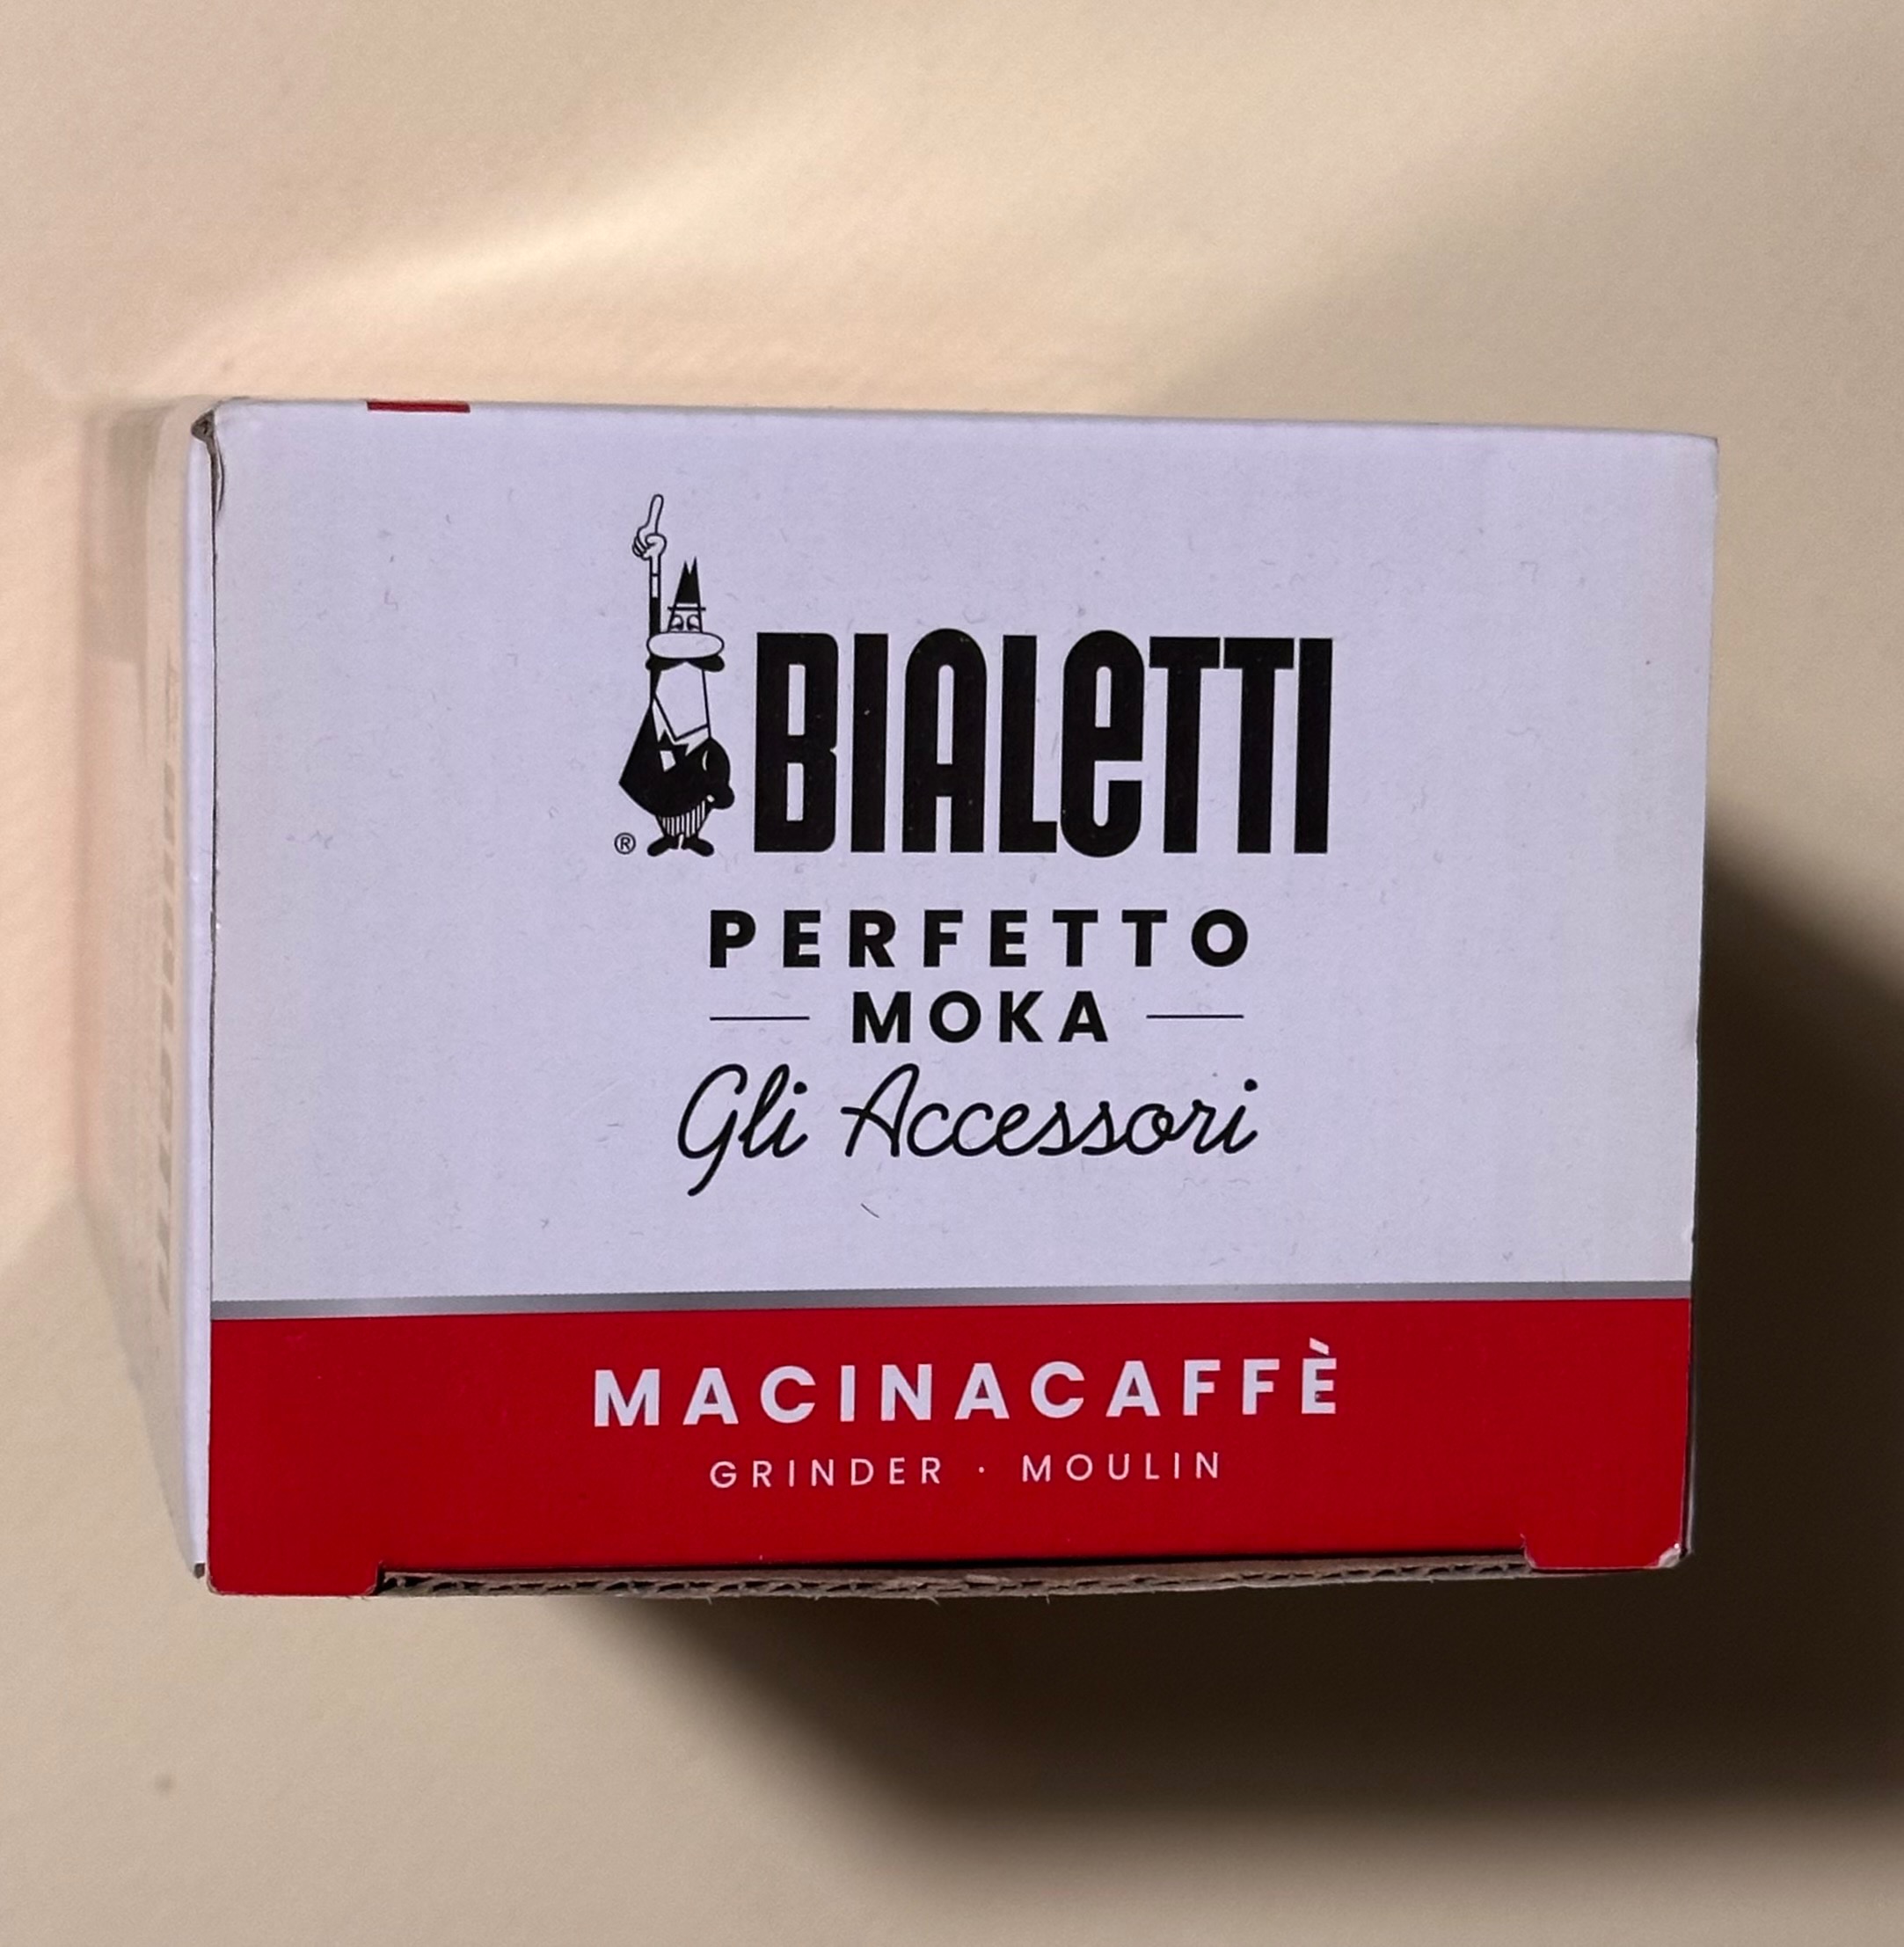 ®
BIALETTI
PERFETTO
MOKA
Gli Accessori
MACINACAFFÈ
GRINDER · MOULIN